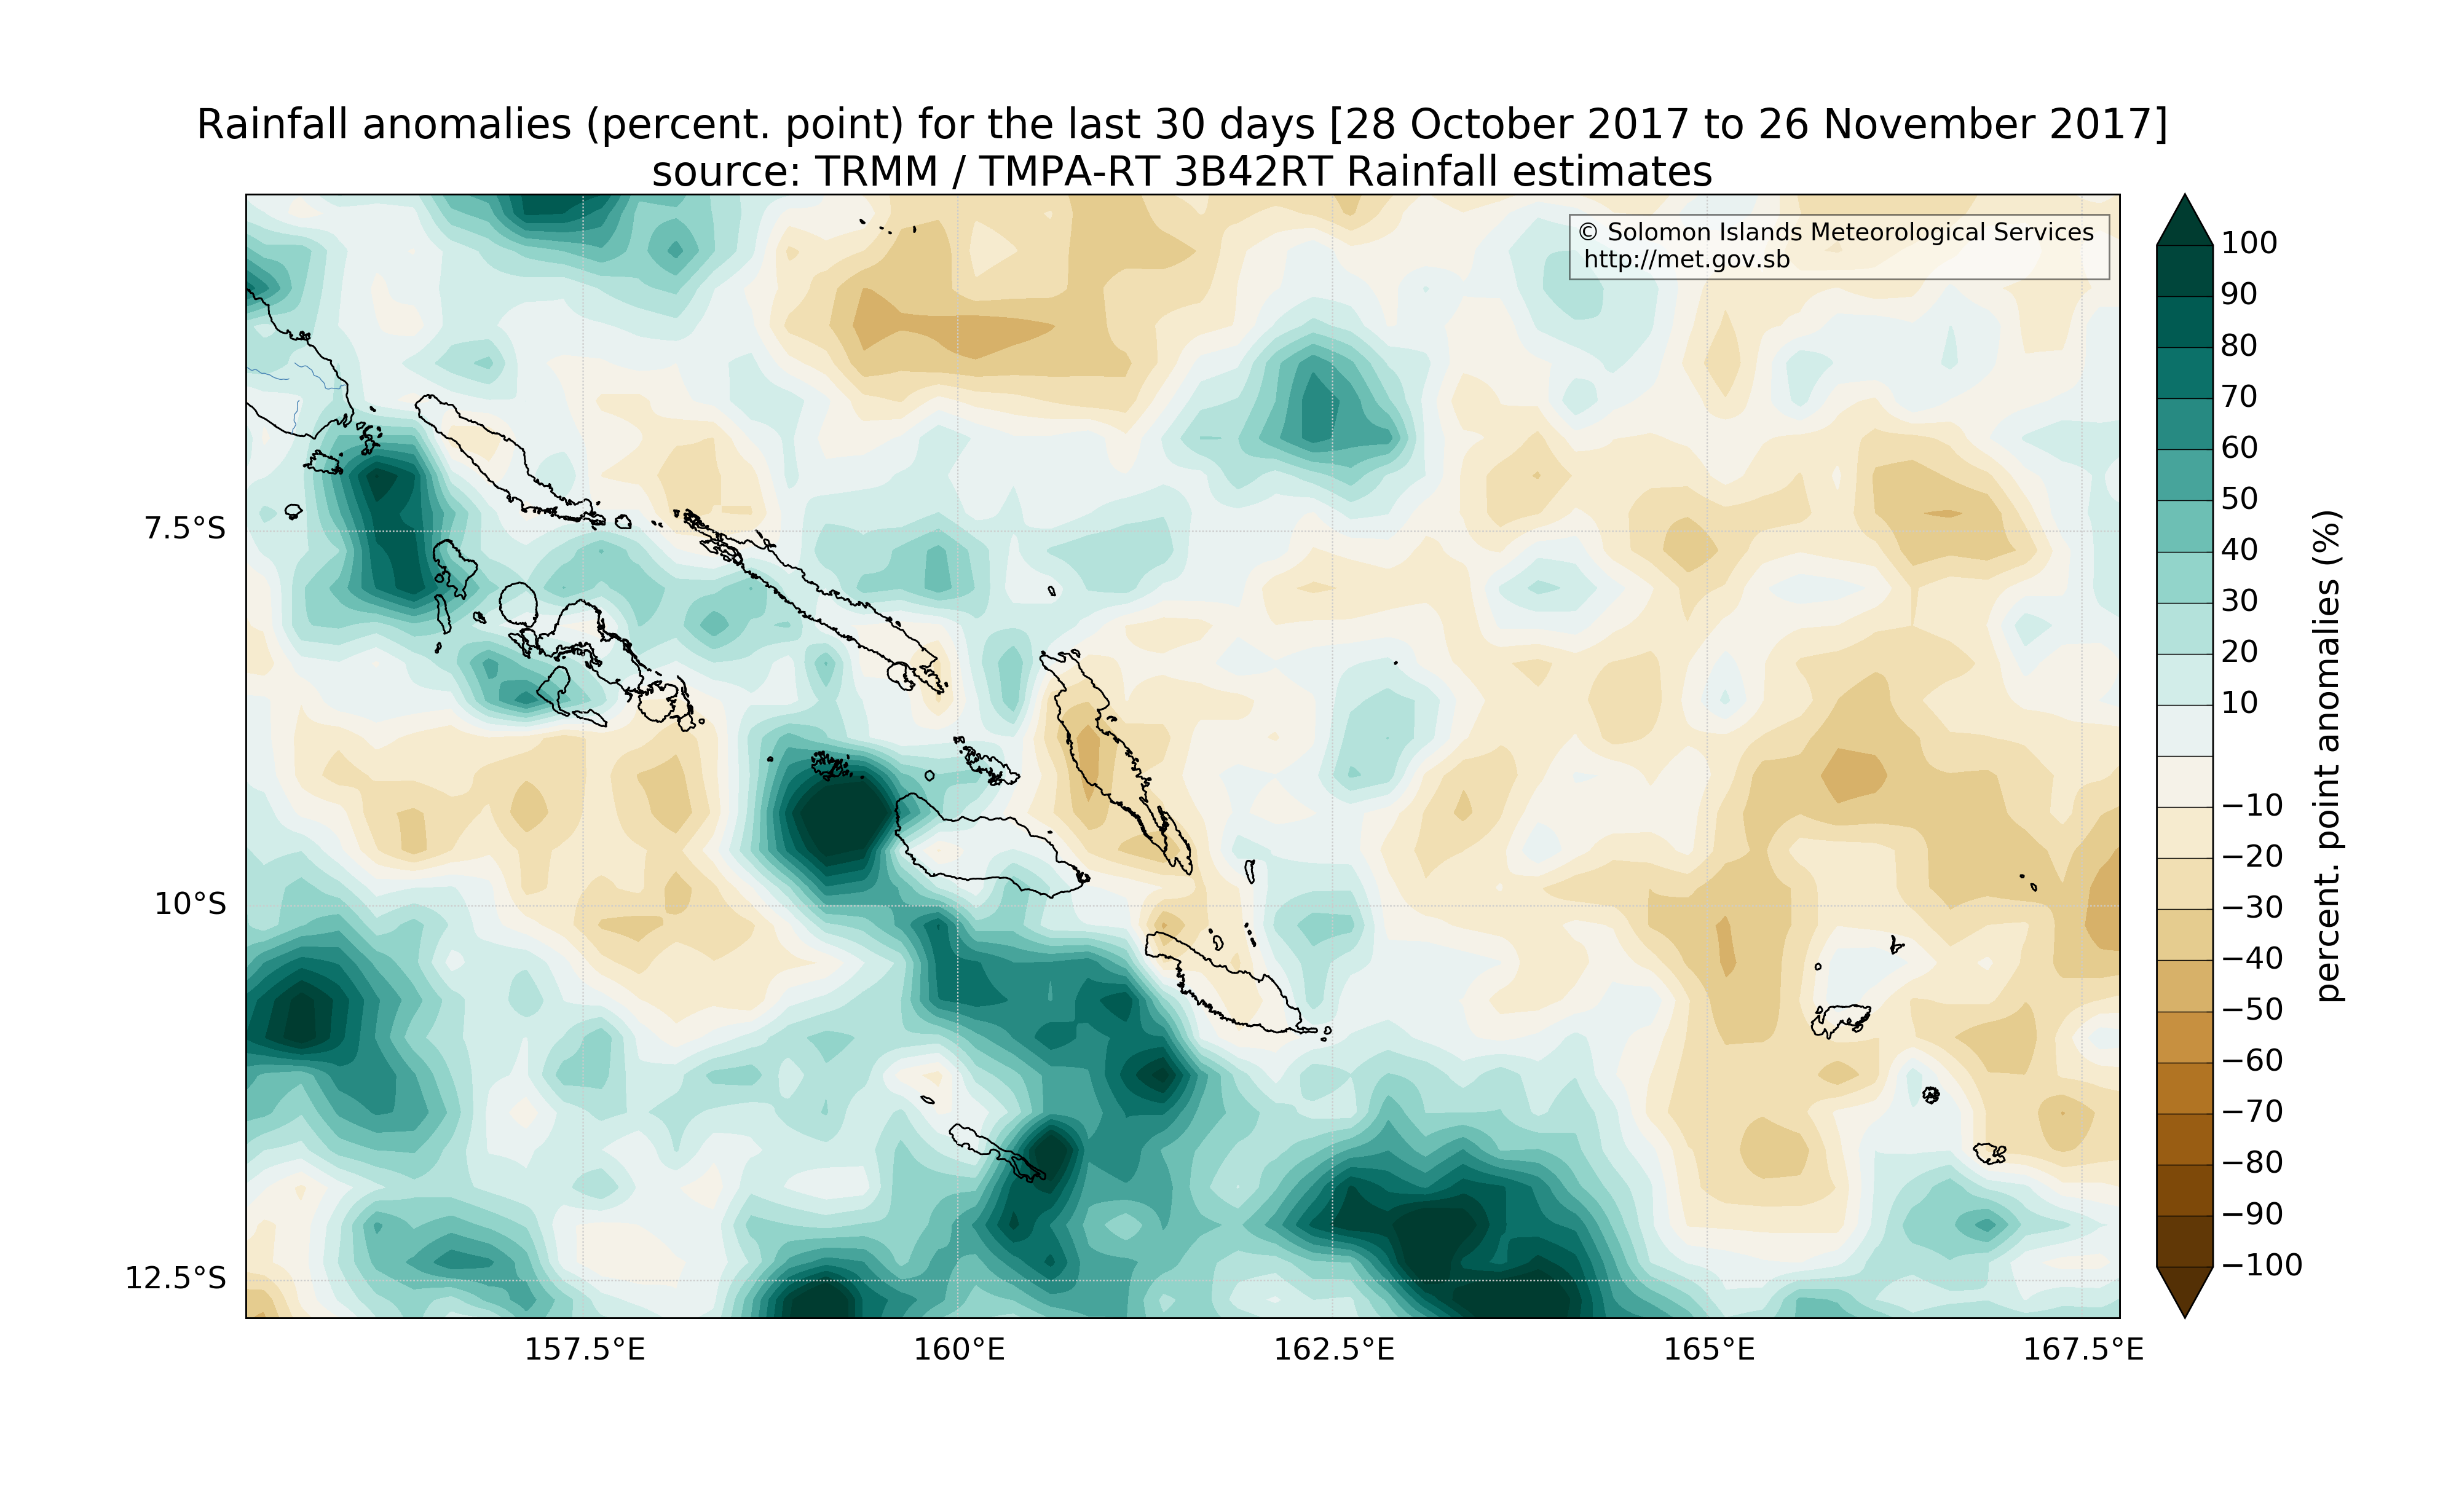 Rainfall anomalies (percent. point) for the last 30 days [28 October 2017 to 26 November 2017]
source: TRMM / TMPA-RT 3B42RT Rainfall estimates
© Solomon Islands Meteorological Services
http://met.gov.sb
7.5°S
10°S
12.5°S
157.5°E
160°E
162.5°E
165°E
167.5°E
100
90
80
70
60
50
40
30
20
10
−10
−20
−30
−40
−50
−60
−70
−80
−90
−100
percent. point anomalies (%)